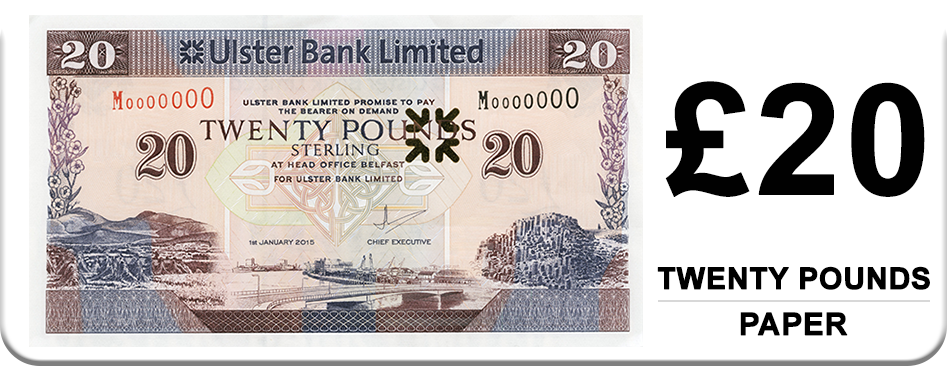 20 Ulster Bank Limited 20
M0000000 M0000000
ULSTER BANK LIMITED PROMISE TO PAY
THE BEARER ON DEMAND
TWENTY POUNDS
STERLING
20 20
AT HEAD OFFICE BELFAST
FOR ULSTER BANK LIMITED
1st JANUARY 2015 CHIEF EXECUTIVE
£20
TWENTY POUNDS
PAPER